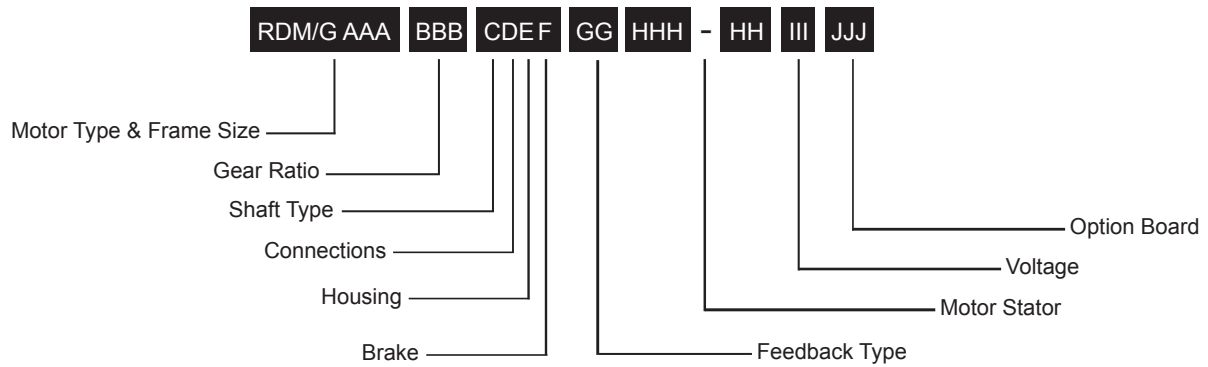 RDM/G AAA BBB CDEF GG HHH - HH III JJJ
Motor Type & Frame Size
Gear Ratio
Shaft Type
Option Board
Connections
Voltage
Housing
Motor Stator
Brake
Feedback Type